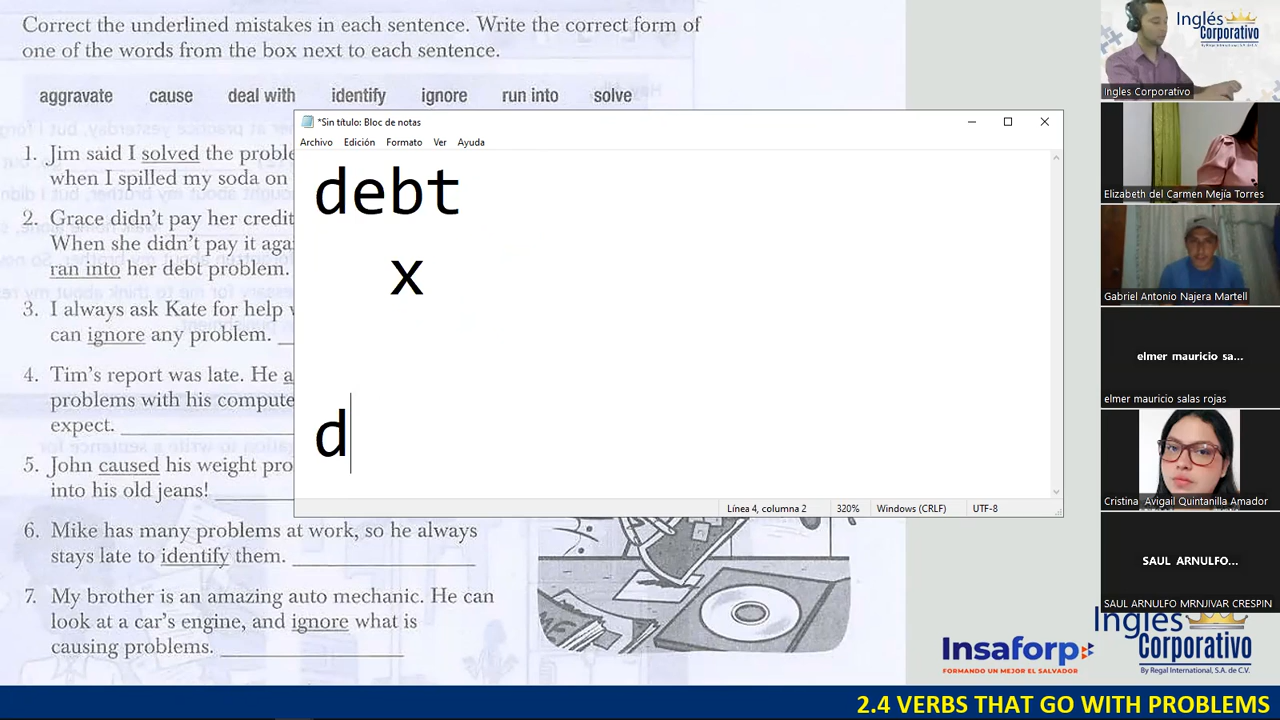 Correct the underlined mistakes in each sentence. Write the correct form of
one of the words from the box next to each sentence.
aggravate cause deal with identify ignore run into solve
1. Jim said I solved the proble
when I spilled my soda on
2. Grace didn't pay her credit
When she didn't pay it aga
ran into her debt problem.
3. I always ask Kate for help
can ignore any problem.
4. Tim's report was late. He
problems with his compute
expect.
5. John caused his weight pro
into his old jeans!
6. Mike has many problems at work, so he always
stays late to identify them.
7. My brother is an amazing auto mechanic. He can
look at a car's engine, and ignore what is
causing problems.
*Sin título: Bloc de notas
Archivo Edición Formato Ver Ayuda
debt
x
d
Línea 4, columna 2 320% Windows (CRLF) UTF-8
Inglés
Corporativo
By Regal International, S.A. de C.V.
Ingles Corporativo
Elizabeth del Carmen Mejía Torres
Gabriel Antonio Najera Martell
elmer mauricio sa...
elmer mauricio salas rojas
Cristina Avigail Quintanilla Amador
SAUL ARNULFO...
SAUL ARNULFO MRNJIVAR CRESPIN
Insaforp
FORMANDO UN MEJOR EL SALVADOR
Inglés
Corporativo
By Regal International, S.A. de C.V.
2.4 VERBS THAT GO WITH PROBLEMS